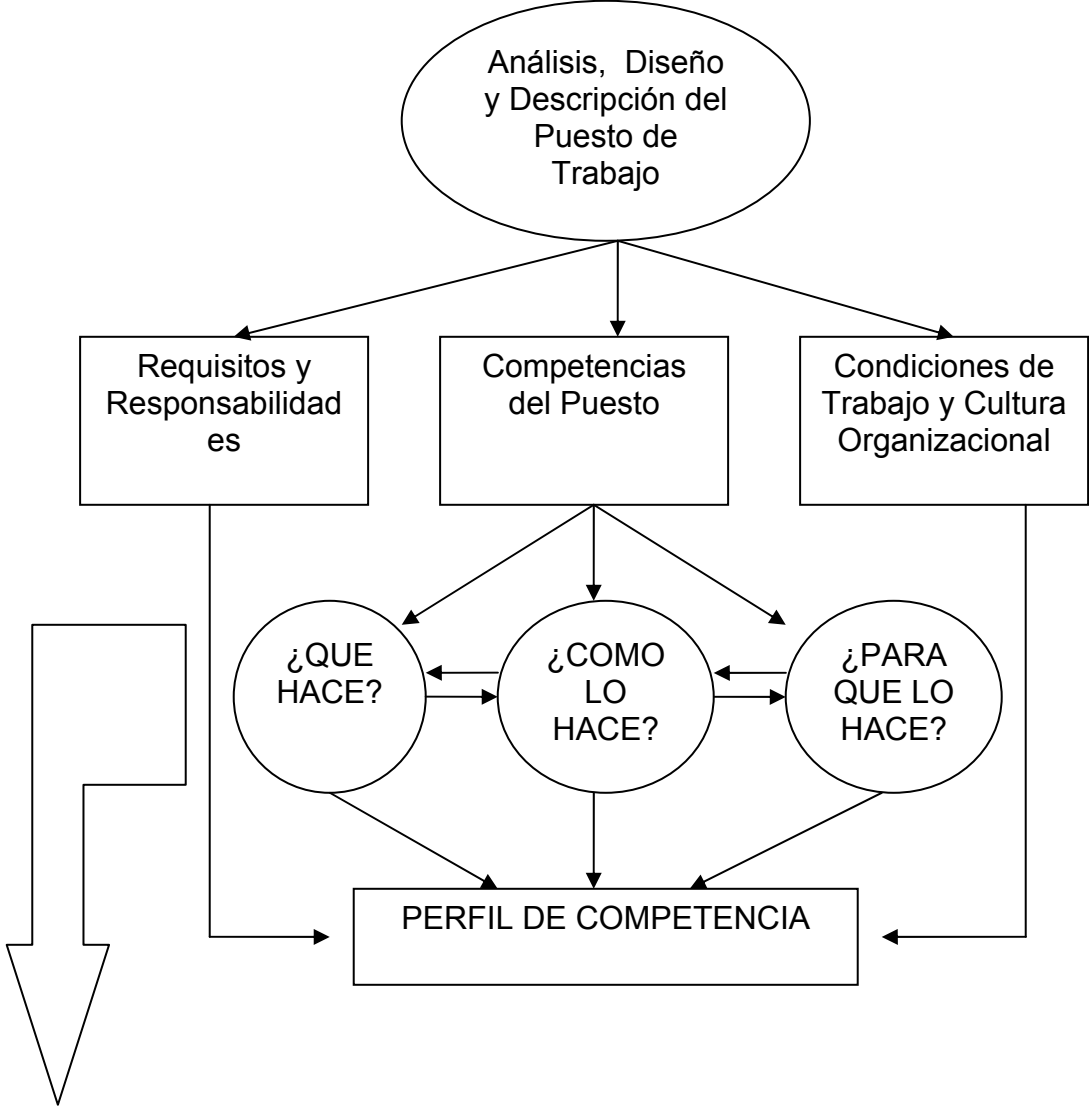 Análisis, Diseño
y Descripción del
Puesto de
Trabajo
Requisitos y
Responsabilidad
es
Competencias
del Puesto
Condiciones de
Trabajo y Cultura
Organizacional
¿QUE
HACE?
¿COMO
LO
HACE?
¿PARA
QUE LO
HACE?
PERFIL DE COMPETENCIA